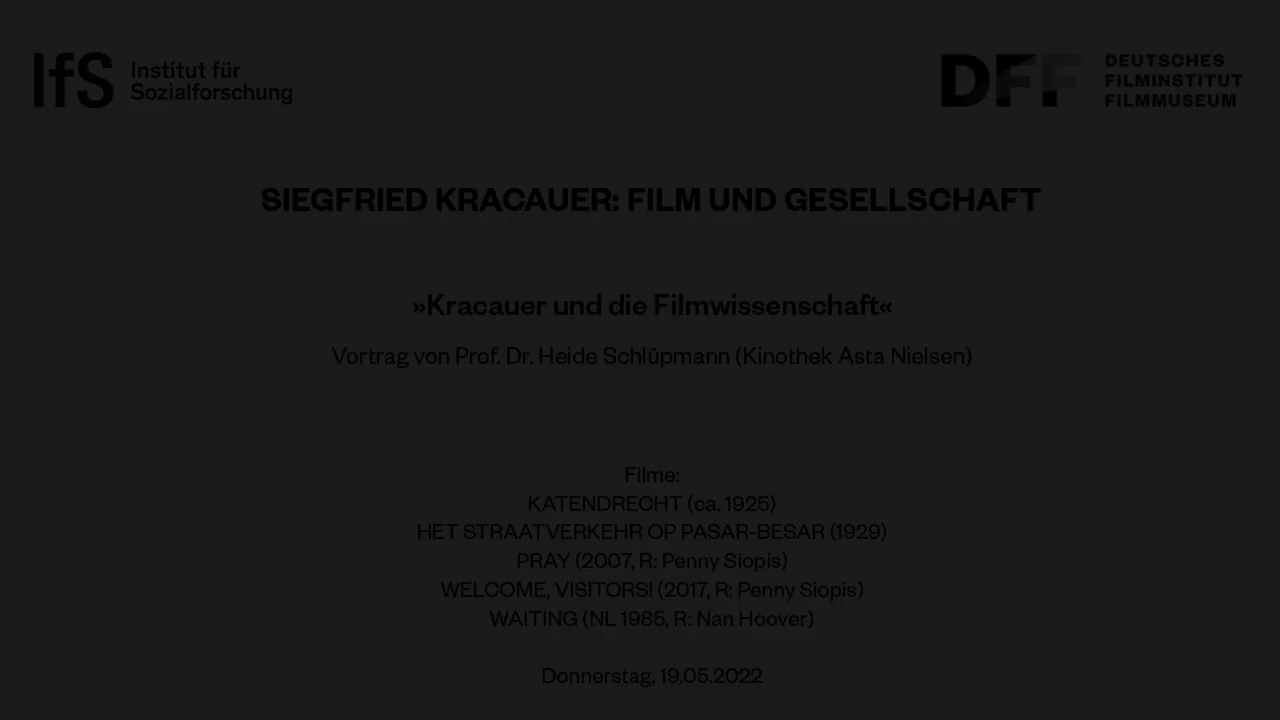 IfS Institut für
Sozialforschung
DFF DEUTSCHES
FILMINSTITUT
FILMMUSEUM
SIEGFRIED KRACAUER: FILM UND GESELLSCHAFT
»Kracauer und die Filmwissenschaft«
Vortrag von Prof. Dr. Heide Schlüpmann (Kinothek Asta Nielsen)
Filme:
KATENDRECHT (ca. 1925)
HET STRAATVERKEHR OP PASAR-BESAR (1929)
PRAY (2007, R: Penny Siopis)
WELCOME, VISITORS! (2017, R: Penny Siopis)
WAITING (NL 1985, R: Nan Hoover)
Donnerstag, 19.05.2022